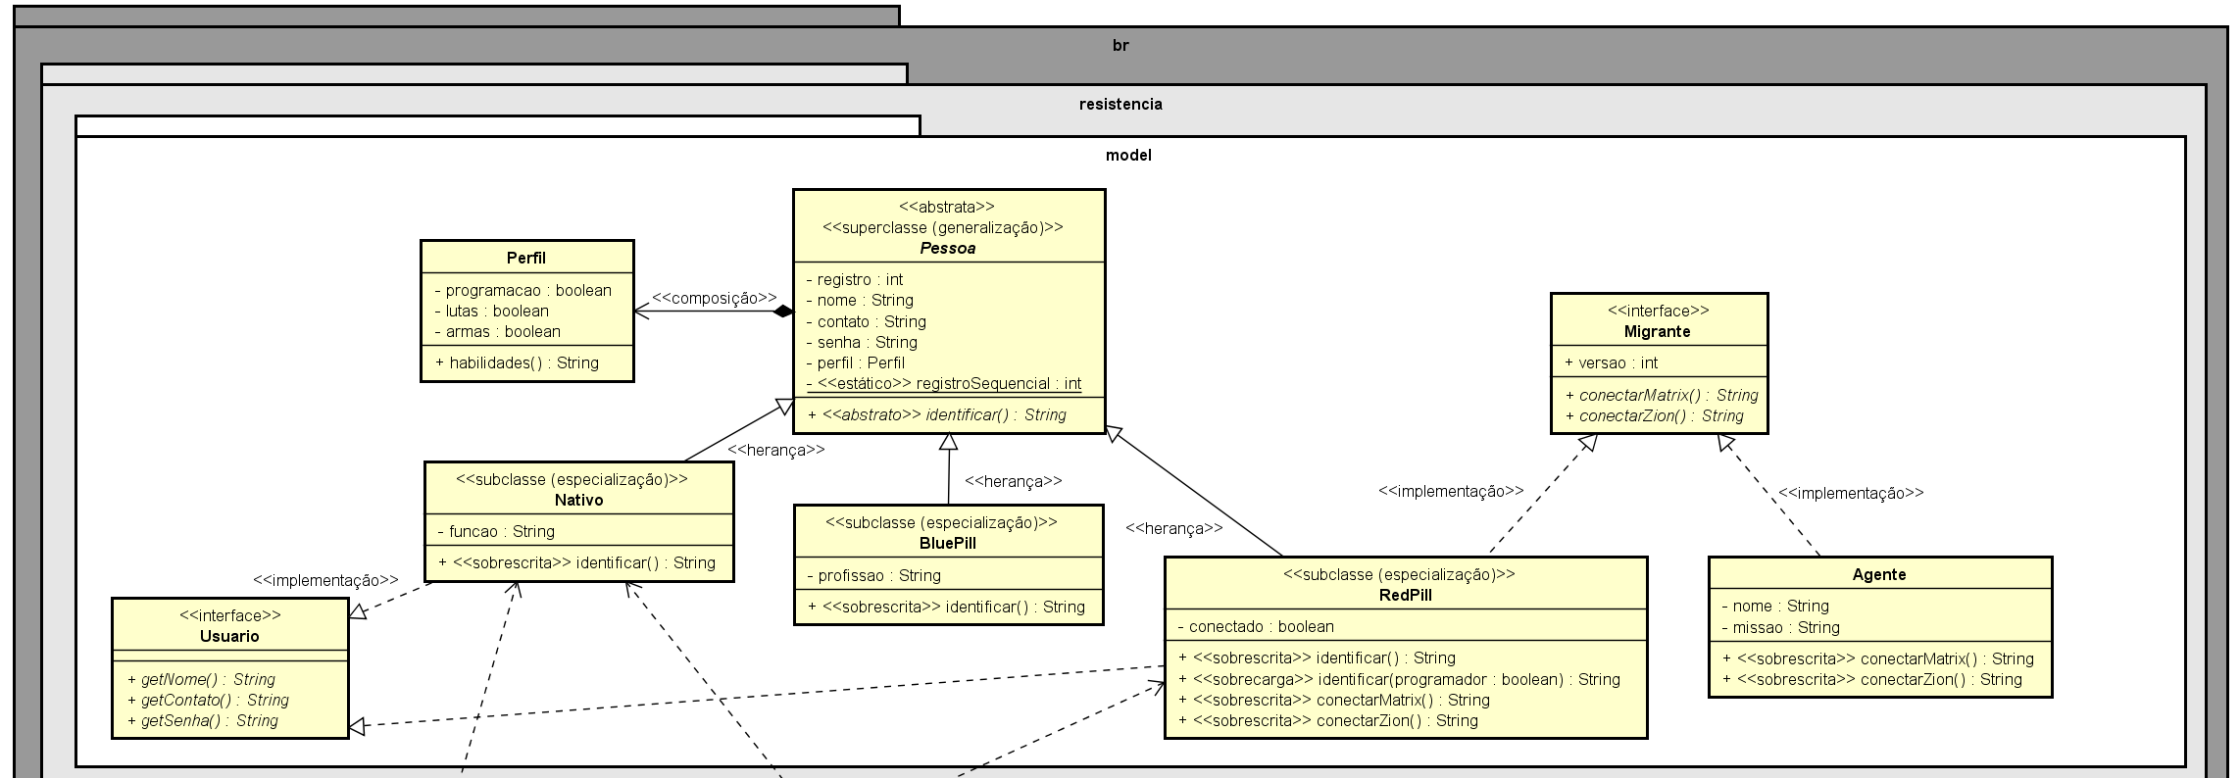 br
resistencia
model
<<abstrata>>
<<superclasse (generalização)>>
Pessoa
- registro : int
- nome : String
- contato : String
- senha : String
- perfil : Perfil
- <<estático>> registroSequencial : int
+ <<abstrato>> identificar() : String
Perfil
- programacao : boolean
- lutas : boolean
- armas : boolean
+ habilidades() : String
<<composição>>
<<interface>>
Migrante
+ versao : int
+ conectarMatrix() : String
+ conectarZion() : String
<<herança>>
<<herança>>
<<herança>>
<<implementação>>
<<implementação>>
<<subclasse (especialização)>>
Nativo
- funcao : String
+ <<sobrescrita>> identificar() : String
<<subclasse (especialização)>>
BluePill
- profissao : String
+ <<sobrescrita>> identificar() : String
<<subclasse (especialização)>>
RedPill
- conectado : boolean
+ <<sobrescrita>> identificar() : String
+ <<sobrecarga>> identificar(programador : boolean) : String
+ <<sobrescrita>> conectarMatrix() : String
+ <<sobrescrita>> conectarZion() : String
Agente
- nome : String
- missao : String
+ <<sobrescrita>> conectarMatrix() : String
+ <<sobrescrita>> conectarZion() : String
<<implementação>>
<<interface>>
Usuario
+ getNome() : String
+ getContato() : String
+ getSenha() : String